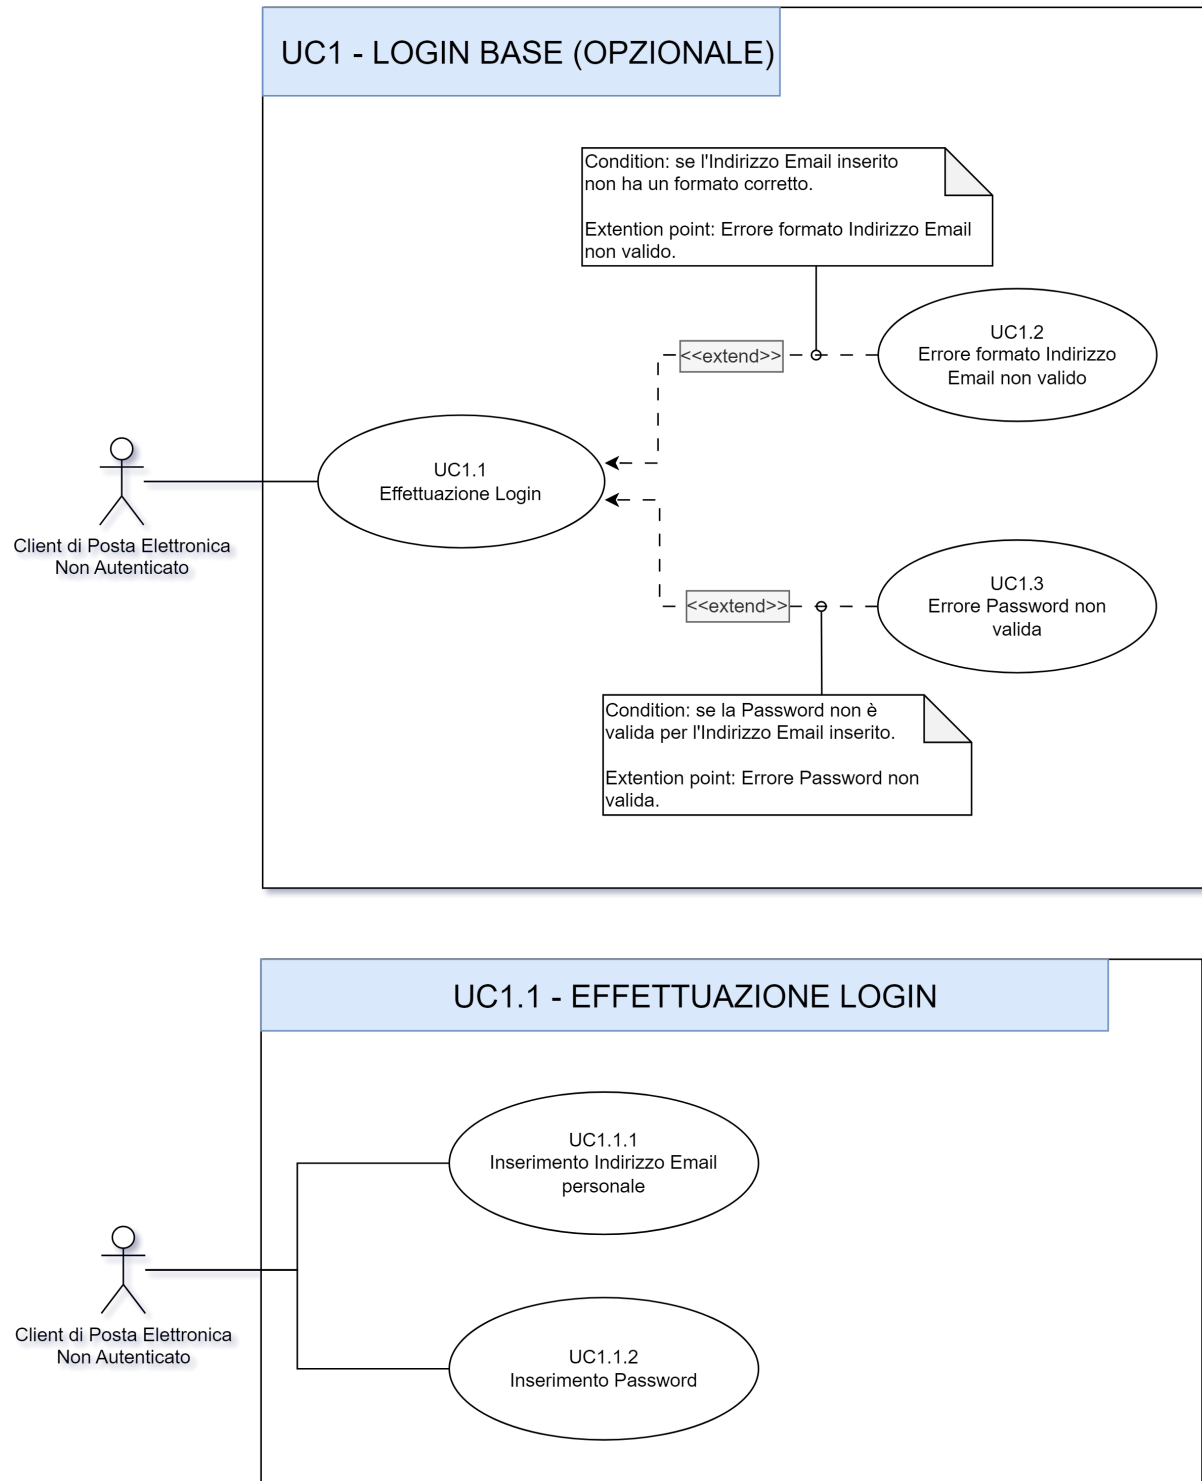 UC1 - LOGIN BASE (OPZIONALE)
Condition: se l'Indirizzo Email inserito
non ha un formato corretto.
Extention point: Errore formato Indirizzo Email
non valido.
UC1.2
Errore formato Indirizzo
Email non valido
<<extend>>
UC1.1
Effettuazione Login
Client di Posta Elettronica
Non Autenticato
UC1.3
Errore Password non
valida
<<extend>>
Condition: se la Password non è
valida per l'Indirizzo Email inserito.
Extention point: Errore Password non
valida.
UC1.1 - EFFETTUAZIONE LOGIN
UC1.1.1
Inserimento Indirizzo Email
personale
Client di Posta Elettronica
Non Autenticato
UC1.1.2
Inserimento Password